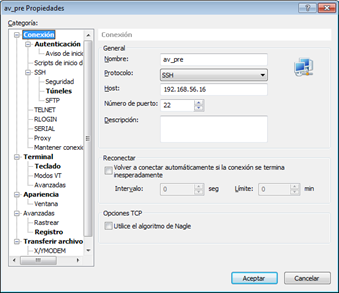 av_pre Propiedades
Categoría:
Conexión
Autenticación
Aviso de inicio
Scripts de inicio d
SSH
Seguridad
Túneles
SFTP
TELNET
RLOGIN
SERIAL
Proxy
Mantener conexió
Terminal
Teclado
Modos VT
Avanzadas
Apariencia
Ventana
Avanzadas
Rastrear
Registro
Transferir archivo
X/YMODEM
Conexión
General
Nombre: av_pre
Protocolo: SSH
Host: 192.168.56.16
Número de puerto: 22
Descripción:
Reconectar
Volver a conectar automáticamente si la conexión se termina
inesperadamente
Intervalo: 0 seg Límite: 0 min
Opciones TCP
Utilice el algoritmo de Nagle
Aceptar Cancelar